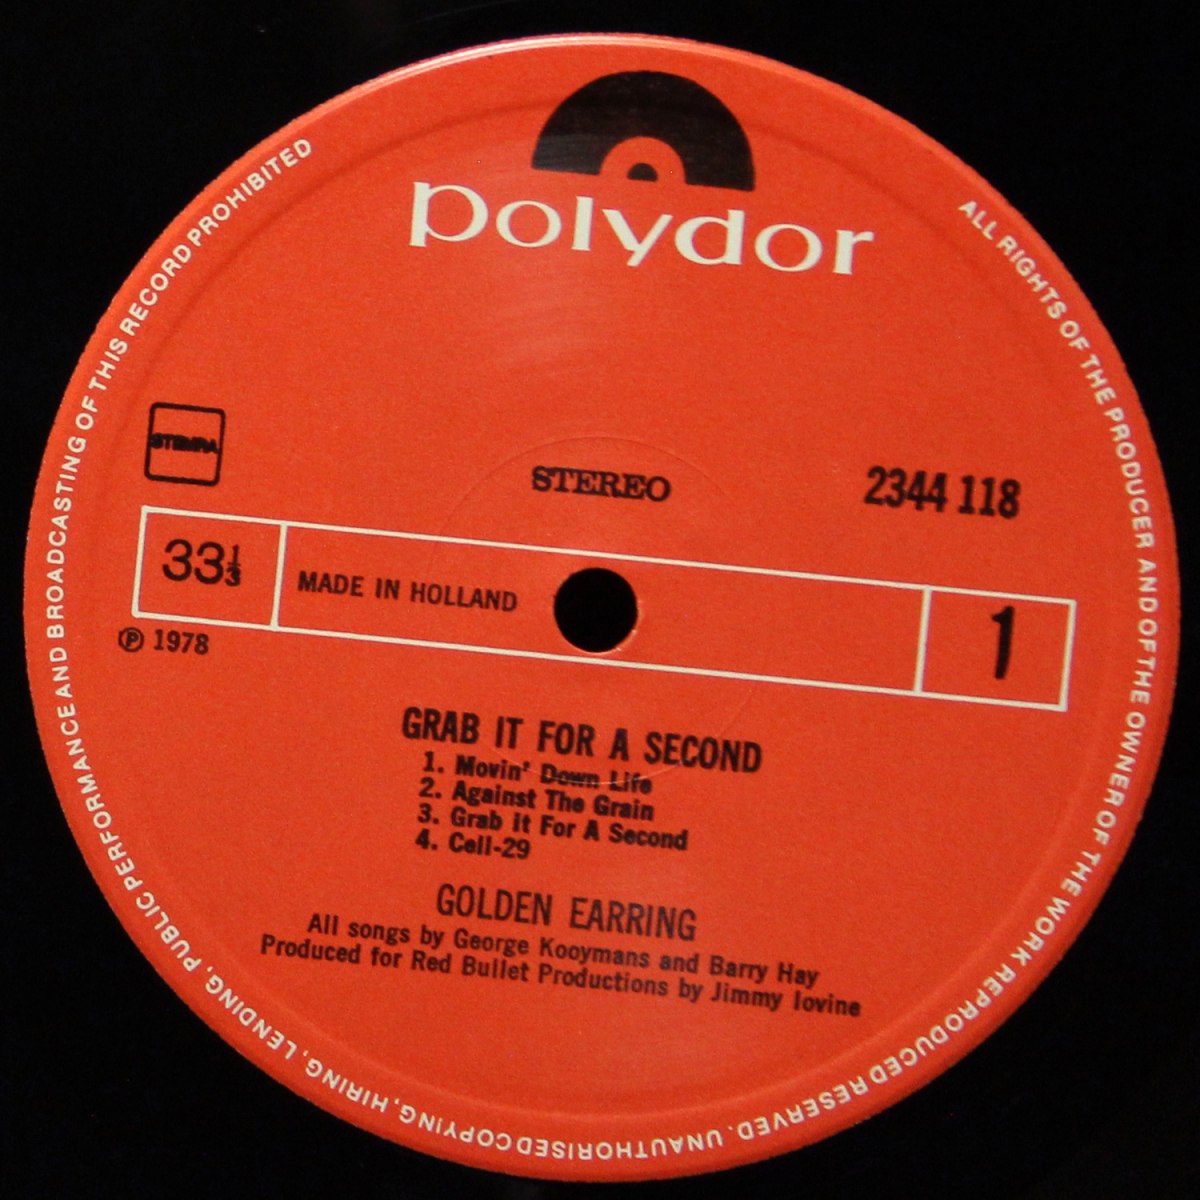 polydor
ALL RIGHTS OF THE PRODUCER AND OF THE OWNER OF THE WORK REPRODUCED RESERVED. UNAUTHORISED COPYING, HIRING, LENDING, PUBLIC PERFORMANCE AND BROADCASTING OF THIS RECORD PROHIBITED
STEMRA
STEREO
2344 118
33⅓
MADE IN HOLLAND
1
℗ 1978
GRAB IT FOR A SECOND
1. Movin' Down Life
2. Against The Grain
3. Grab It For A Second
4. Cell-29
GOLDEN EARRING
All songs by George Kooymans and Barry Hay
Produced for Red Bullet Productions by Jimmy Iovine